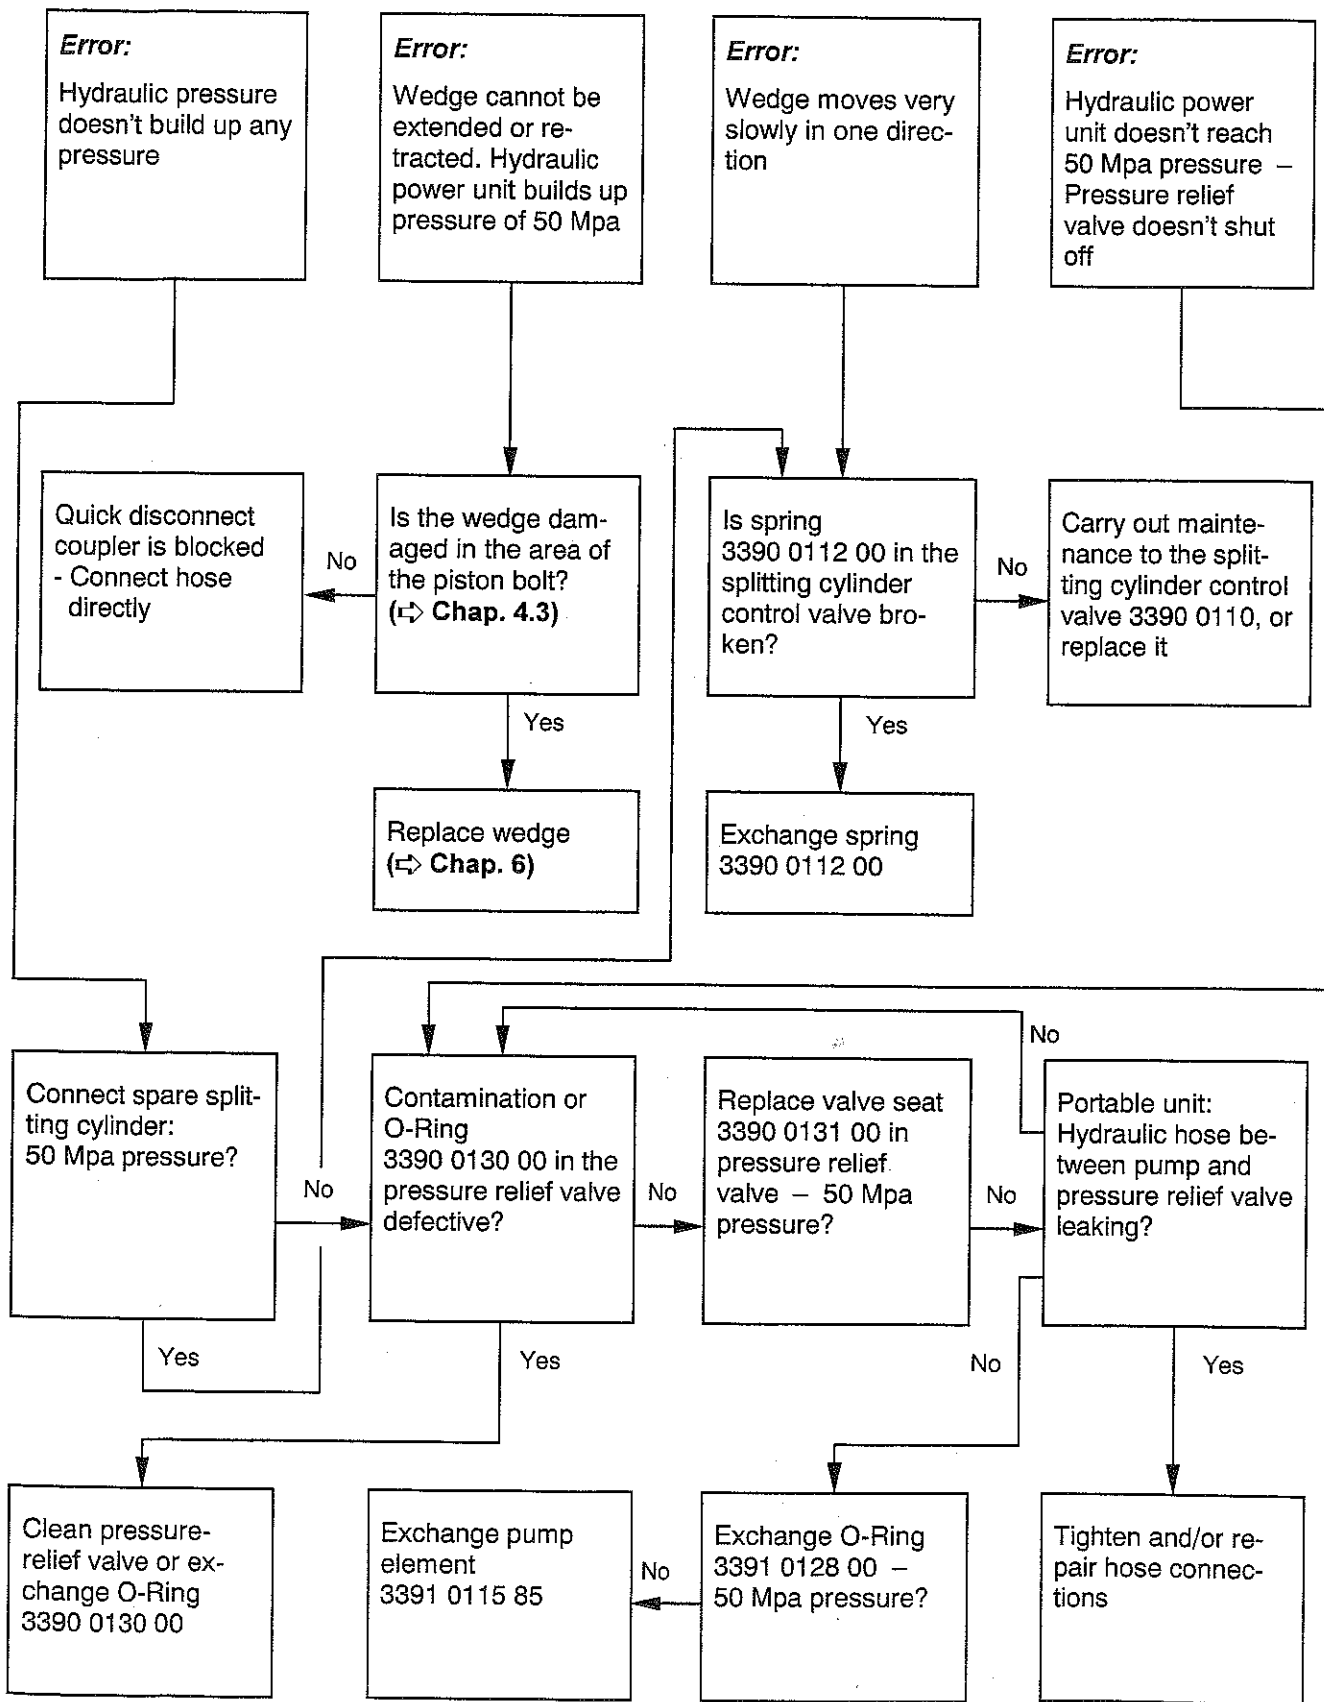 Error:
Hydraulic pressure
doesn't build up any
pressure
Error:
Wedge cannot be
extended or re-
tracted. Hydraulic
power unit builds up
pressure of 50 Mpa
Error:
Wedge moves very
slowly in one direc-
tion
Error:
Hydraulic power
unit doesn't reach
50 Mpa pressure –
Pressure relief
valve doesn't shut
off
Quick disconnect
coupler is blocked
- Connect hose
directly
No
Is the wedge dam-
aged in the area of
the piston bolt?
(⇨ Chap. 4.3)
Is spring
3390 0112 00 in the
splitting cylinder
control valve bro-
ken?
No
Carry out mainte-
nance to the split-
ting cylinder control
valve 3390 0110, or
replace it
Yes
Yes
Replace wedge
(⇨ Chap. 6)
Exchange spring
3390 0112 00
No
Connect spare split-
ting cylinder:
50 Mpa pressure?
No
Contamination or
O-Ring
3390 0130 00 in the
pressure relief valve
defective?
No
Replace valve seat
3390 0131 00 in
pressure relief
valve – 50 Mpa
pressure?
No
Portable unit:
Hydraulic hose be-
tween pump and
pressure relief valve
leaking?
Yes
Yes
No
Yes
Clean pressure-
relief valve or ex-
change O-Ring
3390 0130 00
Exchange pump
element
3391 0115 85
No
Exchange O-Ring
3391 0128 00 –
50 Mpa pressure?
Tighten and/or re-
pair hose connec-
tions